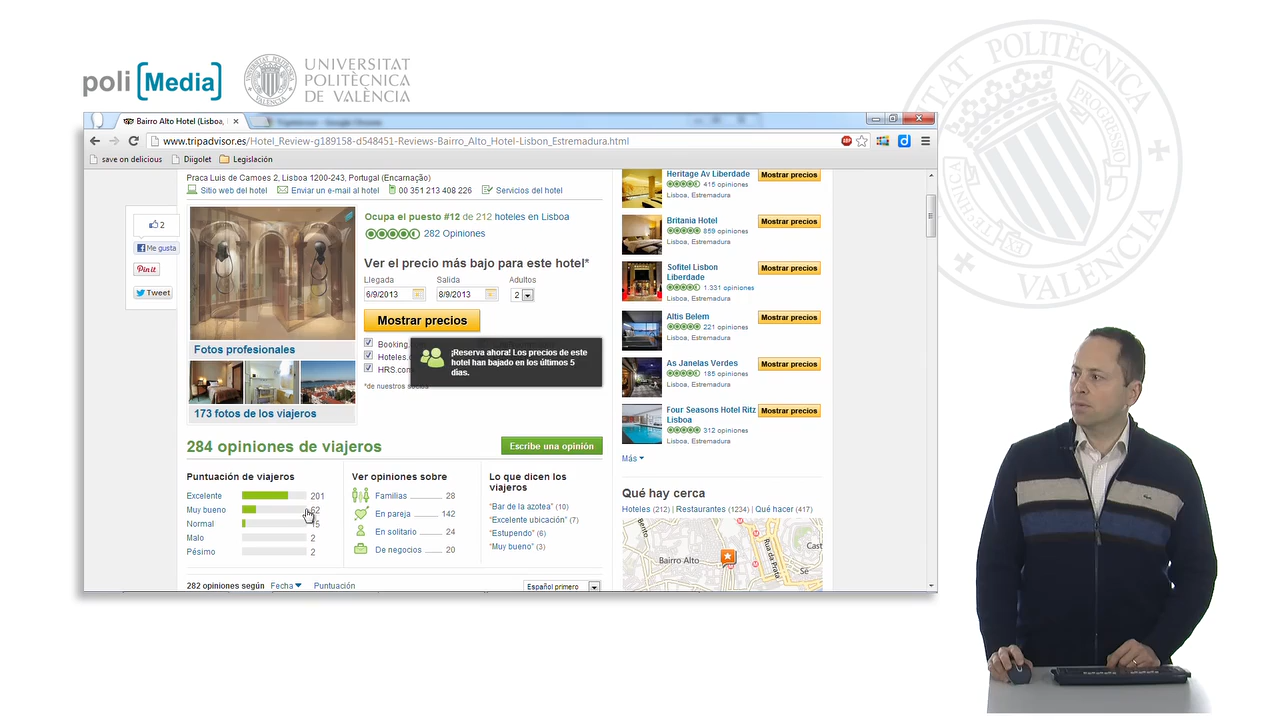 poli[Media]
UNIVERSITAT
POLITÈCNICA
DE VALÈNCIA
Bairro Alto Hotel (Lisboa,
www.tripadvisor.es/Hotel_Review-g189158-d548451-Reviews-Bairro_Alto_Hotel-Lisbon_Estremadura.html
save on delicious
Diigolet
Legislación
Praca Luis de Camoes 2, Lisboa 1200-243, Portugal (Encarnação)
Sitio web del hotel
Enviar un e-mail al hotel
00 351 213 408 226
Servicios del hotel
2
Me gusta
Pin it
Tweet
Fotos profesionales
173 fotos de los viajeros
Ocupa el puesto #12 de 212 hoteles en Lisboa
282 Opiniones
Ver el precio más bajo para este hotel*
Llegada Salida Adultos
6/9/2013 8/9/2013 2
Mostrar precios
Booking.
Hoteles.
HRS.com
*de nuestros socios
¡Reserva ahora! Los precios de este
hotel han bajado en los últimos 5
días.
284 opiniones de viajeros
Escribe una opinión
Puntuación de viajeros
Excelente 201
Muy bueno 62
Normal
Malo 2
Pésimo 2
Ver opiniones sobre
Familias 28
En pareja 142
En solitario 24
De negocios 20
Lo que dicen los
viajeros
"Bar de la azotea" (10)
"Excelente ubicación" (7)
"Estupendo" (6)
"Muy bueno" (3)
282 opiniones según Fecha Puntuación
Español primero
Heritage Av Liberdade
415 opiniones
Lisboa, Estremadura
Mostrar precios
Britania Hotel
859 opiniones
Lisboa, Estremadura
Mostrar precios
Sofitel Lisbon
Liberdade
1.331 opiniones
Lisboa, Estremadura
Mostrar precios
Altis Belem
221 opiniones
Lisboa, Estremadura
Mostrar precios
As Janelas Verdes
185 opiniones
Lisboa, Estremadura
Mostrar precios
Four Seasons Hotel Ritz
Lisboa
312 opiniones
Lisboa, Estremadura
Mostrar precios
Más
Qué hay cerca
Hoteles (212) | Restaurantes (1234) | Qué hacer (417)
Bairro Alto
Rua da Prata
Cast
Sé